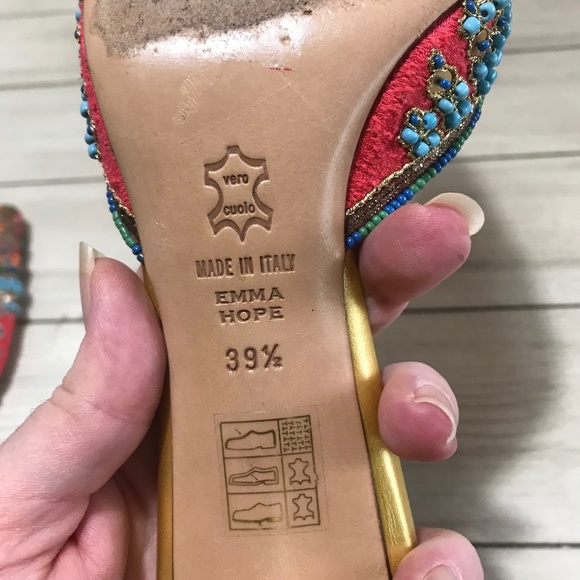 vero
cuoio
MADE IN ITALY
EMMA
HOPE
39½